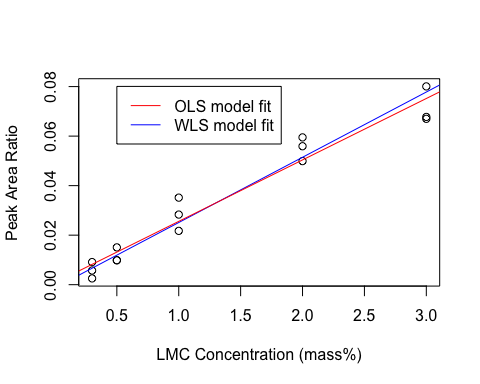 OLS model fit
WLS model fit
Peak Area Ratio
0.00
0.02
0.04
0.06
0.08
0.5
1.0
1.5
2.0
2.5
3.0
LMC Concentration (mass%)